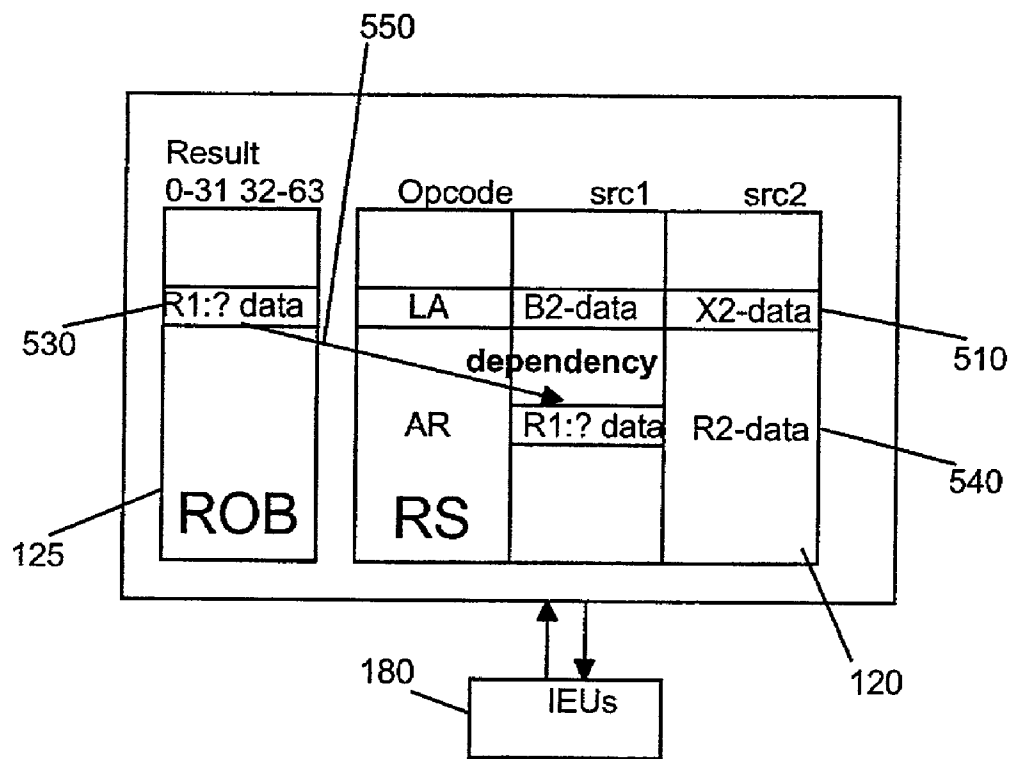 550
Result
0-31 32-63
Opcode src1 src2
R1:? data LA B2-data X2-data
530
510
dependency
AR R1:? data R2-data
540
ROB RS
125
120
180
IEUs